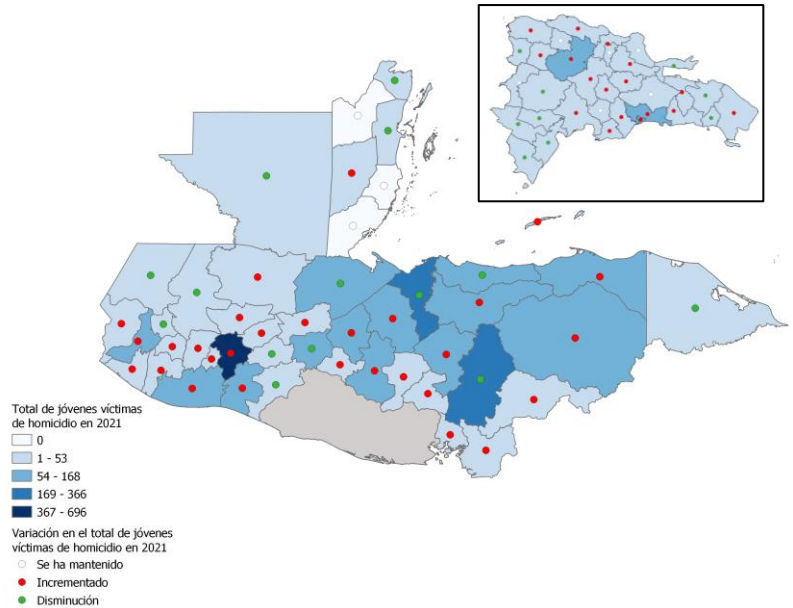 Total de jóvenes víctimas
de homicidio en 2021
0
1 - 53
54 - 168
169 - 366
367 - 696
Variación en el total de jóvenes
víctimas de homicidio en 2021
Se ha mantenido
Incrementado
Disminución